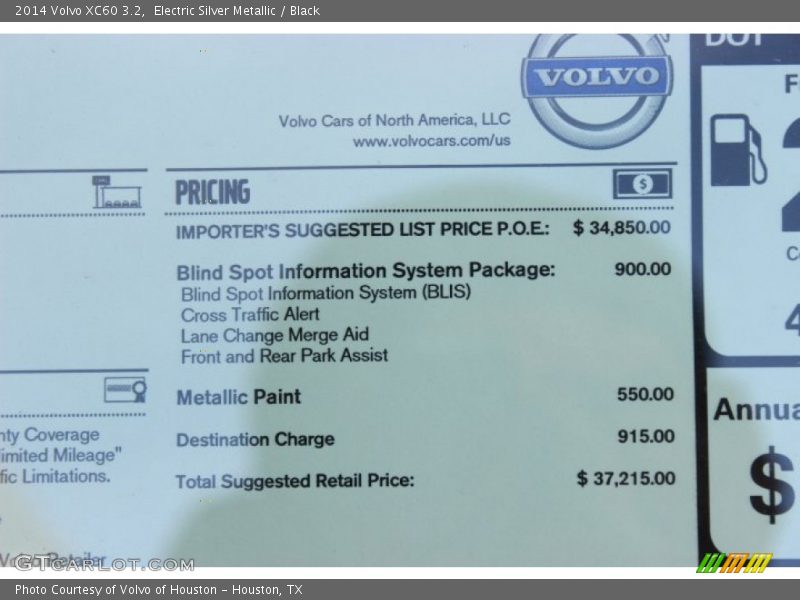 2014 Volvo XC60 3.2, Electric Silver Metallic / Black
VOLVO
Volvo Cars of North America, LLC
www.volvocars.com/us
DOT
PRICING
$
IMPORTER'S SUGGESTED LIST PRICE P.O.E.: $ 34,850.00
Blind Spot Information System Package: 900.00
Blind Spot Information System (BLIS)
Cross Traffic Alert
Lane Change Merge Aid
Front and Rear Park Assist
Metallic Paint 550.00
Destination Charge 915.00
Total Suggested Retail Price: $ 37,215.00
nty Coverage
imited Mileage"
fic Limitations.
Retailer
Annua
$
GTCARLOT.COM
Photo Courtesy of Volvo of Houston - Houston, TX